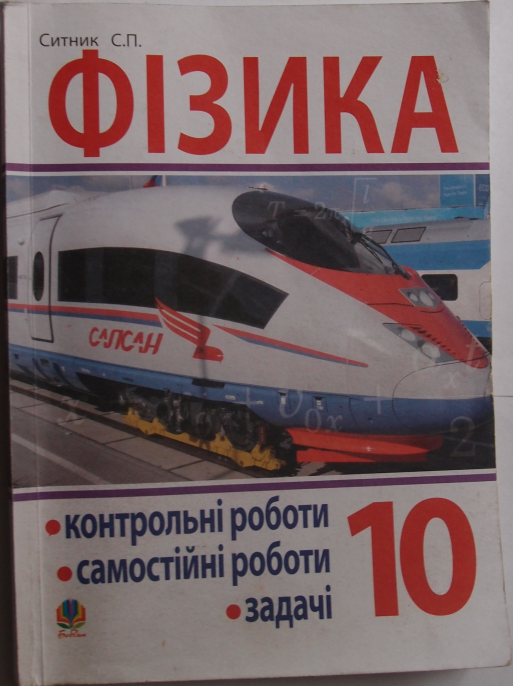 Ситник С.П.
ФІЗИКА
САПСАН
• контрольні роботи
• самостійні роботи
• задачі
10